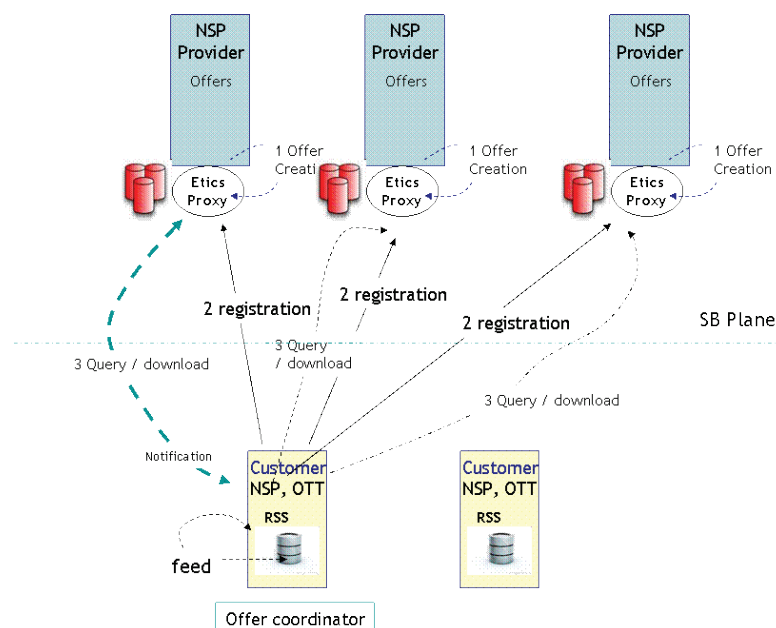 NSP
Provider
Offers
NSP
Provider
Offers
NSP
Provider
Offers
1 Offer
Creati
Etics
Proxy
1 Offer
Creation
Etics
Proxy
1 Offer
Creation
Etics
Proxy
2 registration
2 registration
2 registration
SB Plane
3 Query / download
3 Query
/ download
3 Query / download
Notification
Customer
NSP, OTT
RSS
feed
Customer
NSP, OTT
RSS
Offer coordinator